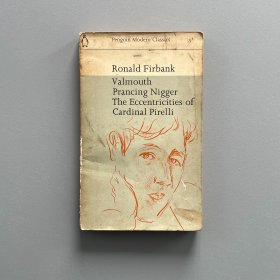 Penguin Modern Classics
Ronald Firbank
Valmouth
Prancing Nigger
The Eccentricities of
Cardinal Pirelli